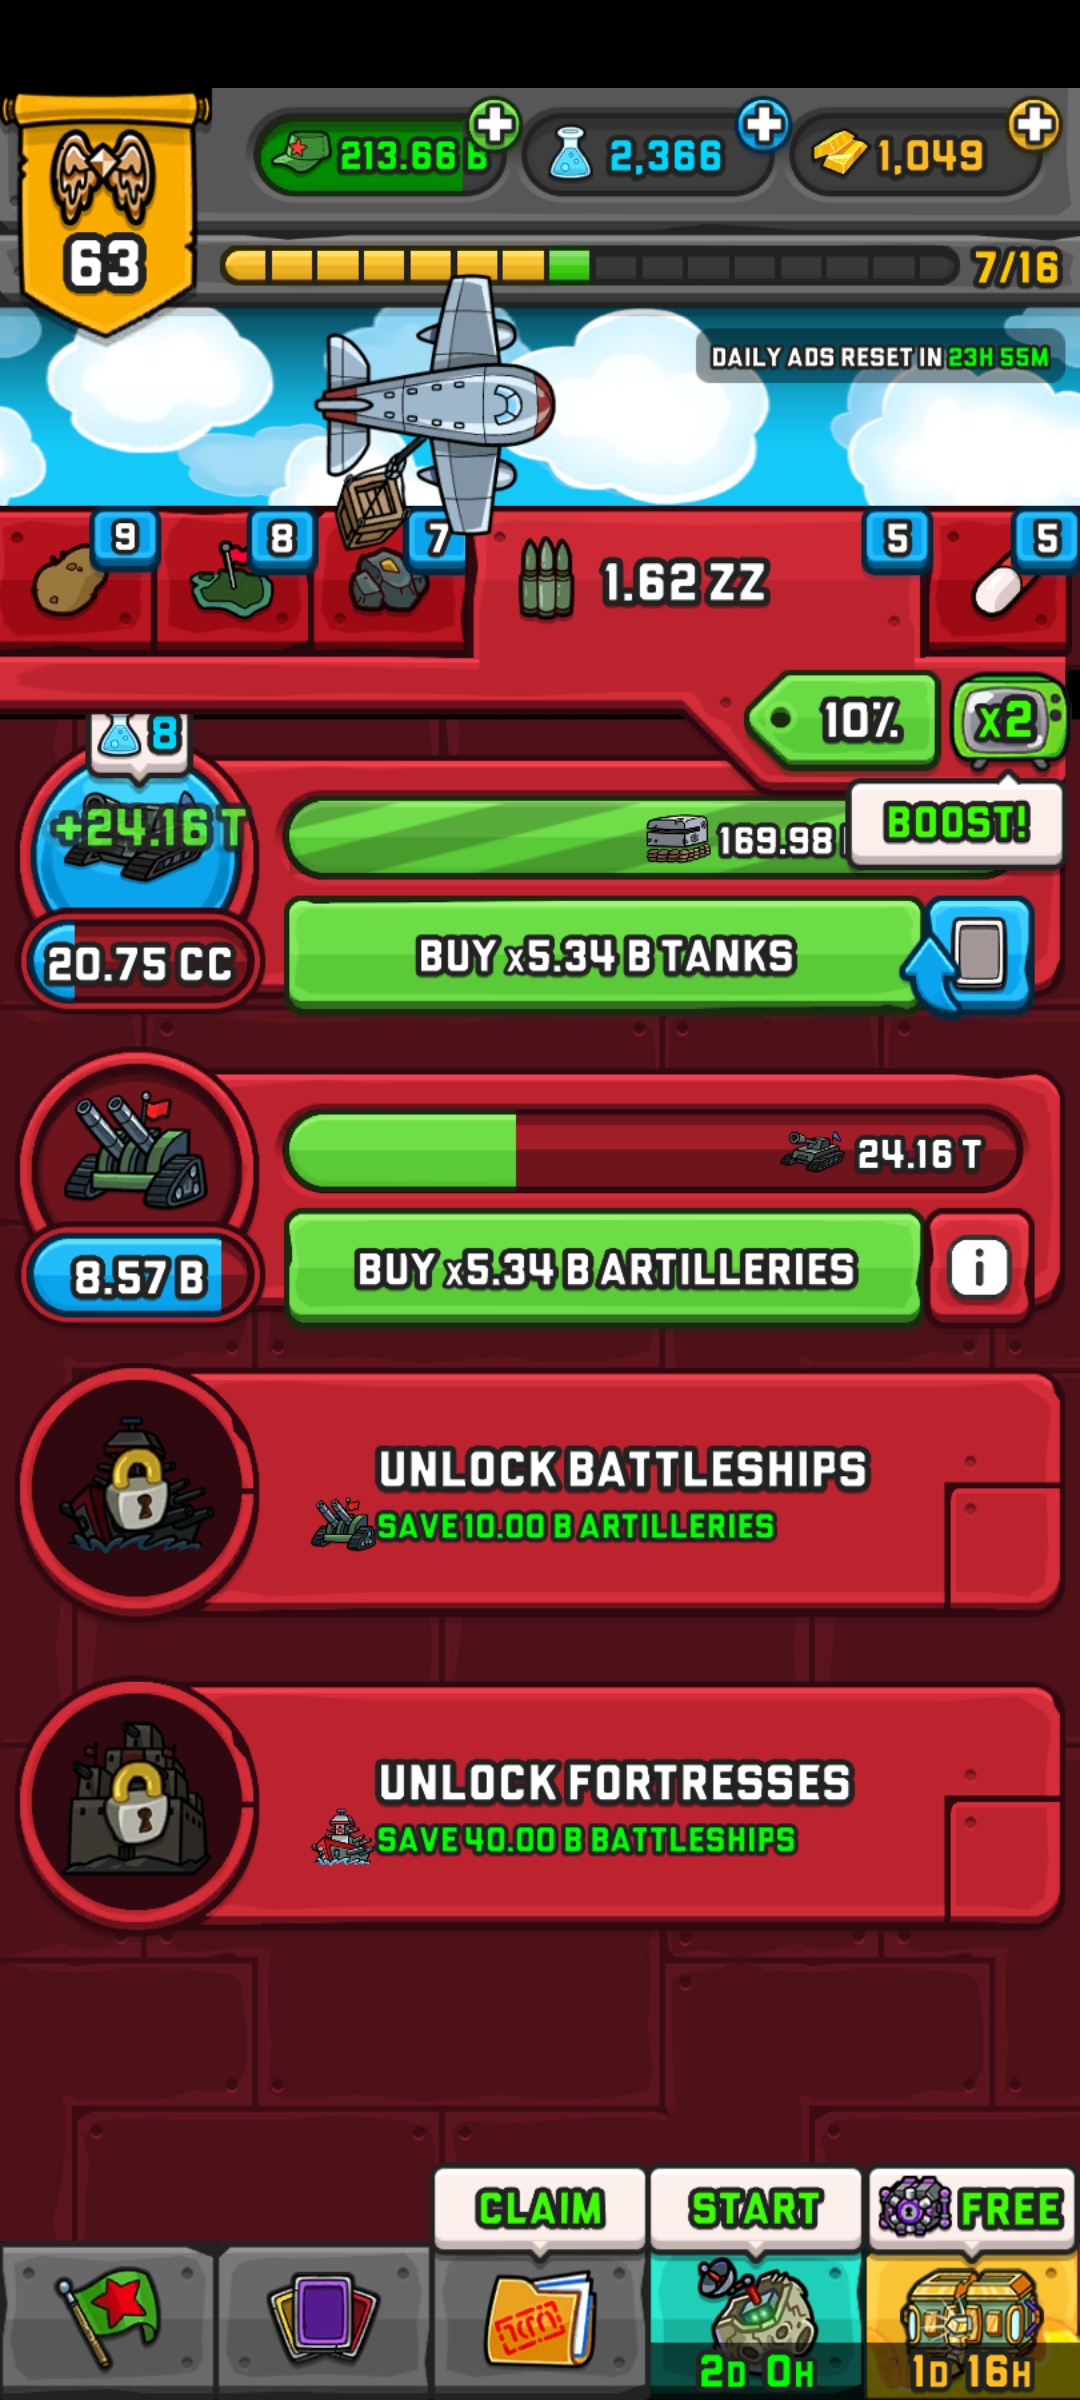 213.66 B
2,366
1,049
63
7/16
DAILY ADS RESET IN 23H 55M
9
8
7
1.62 ZZ
5
5
10%
x2
BOOST!
8
+24.16 T
169.98
20.75 CC
BUY x5.34 B TANKS
24.16 T
8.57 B
BUY x5.34 B ARTILLERIES
i
UNLOCK BATTLESHIPS
SAVE 10.00 B ARTILLERIES
UNLOCK FORTRESSES
SAVE 40.00 B BATTLESHIPS
CLAIM
START
FREE
2D 0H
1D 16H